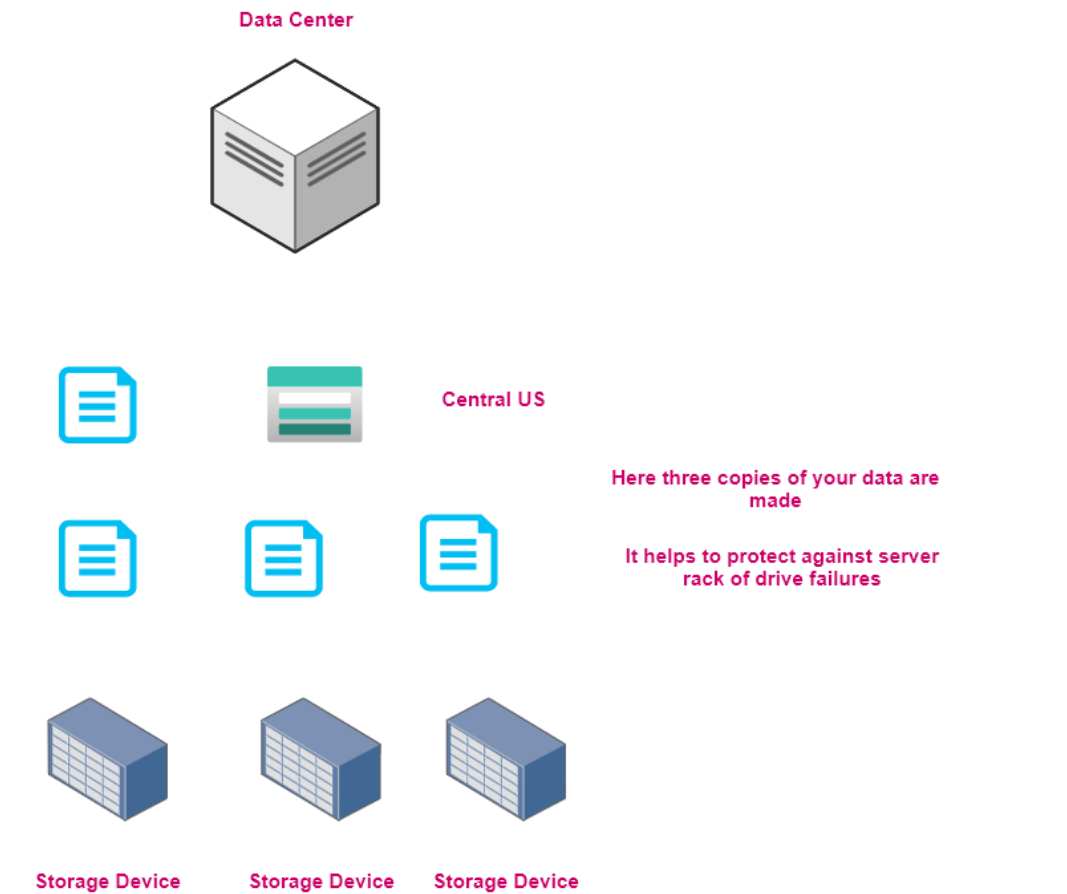 Data Center
Central US
Here three copies of your data are
made
It helps to protect against server
rack of drive failures
Storage Device
Storage Device
Storage Device